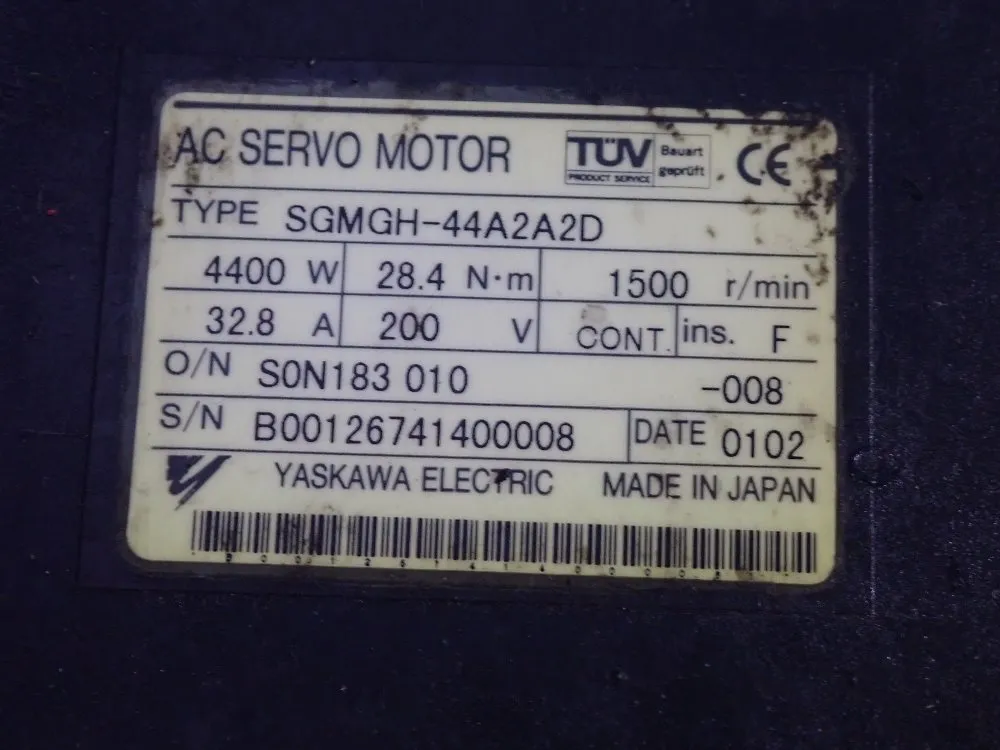 AC SERVO MOTOR TÜV PRODUCT SERVICE Bauart geprüft CE
TYPE SGMGH-44A2A2D
4400 W 28.4 N·m 1500 r/min
32.8 A 200 V CONT. ins. F
O/N S0N183 010 -008
S/N B00126741400008 DATE 0102
YASKAWA ELECTRIC MADE IN JAPAN